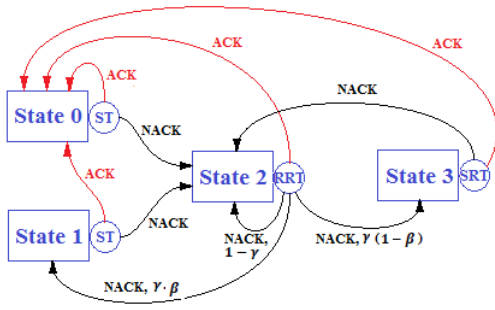 ACK
ACK
ACK
NACK
State 0
ST
NACK
ACK
State 2
RRT
State 3
SRT
NACK
State 1
ST
NACK,
1 − γ
NACK, γ (1 − β)
NACK, γ · β